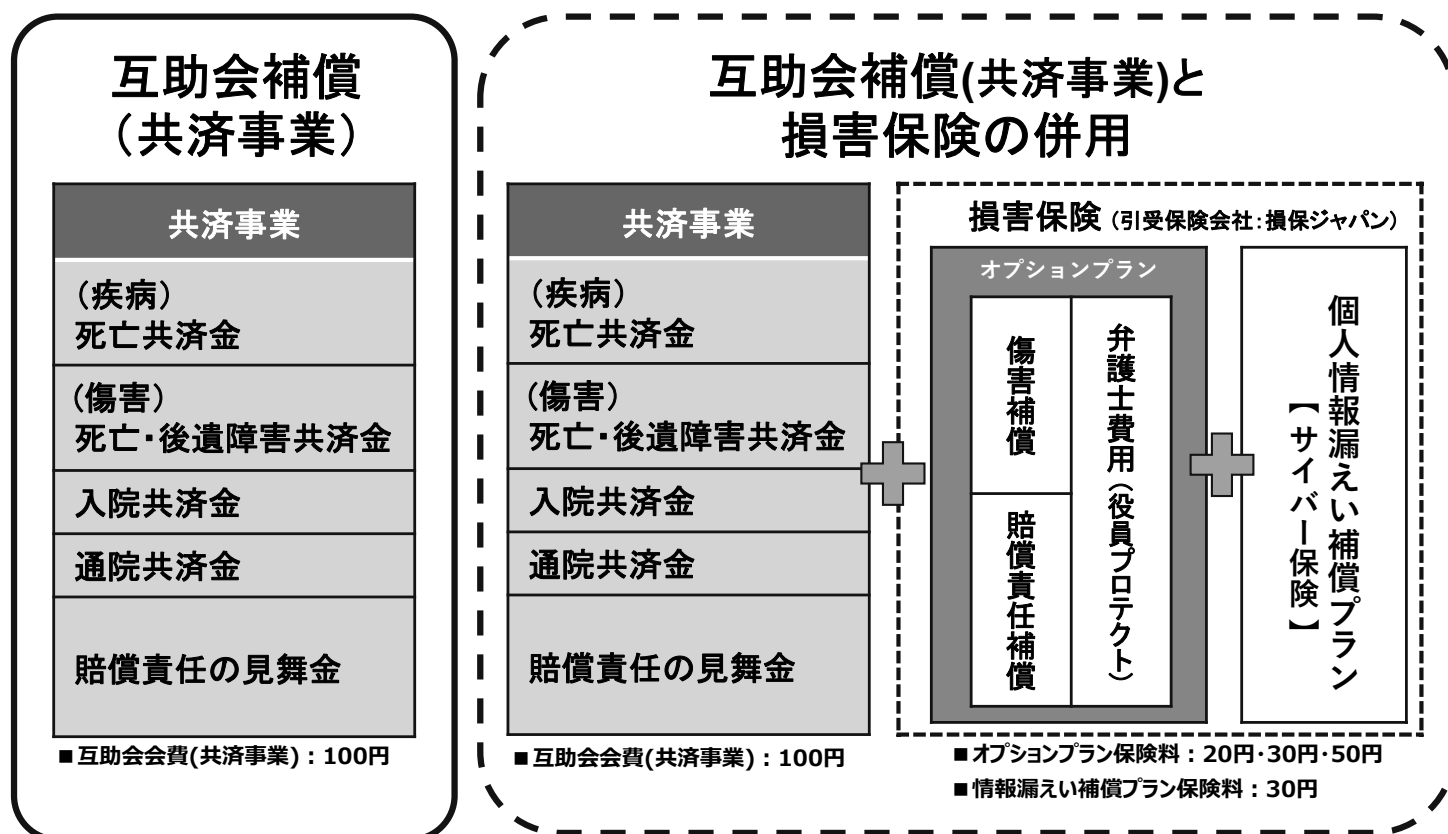 互助会補償
（共済事業）
共済事業
（疾病）
死亡共済金
（傷害）
死亡・後遺障害共済金
入院共済金
通院共済金
賠償責任の見舞金
■互助会会費(共済事業)：100円
互助会補償(共済事業)と
損害保険の併用
共済事業
（疾病）
死亡共済金
（傷害）
死亡・後遺障害共済金
入院共済金
通院共済金
賠償責任の見舞金
■互助会会費(共済事業)：100円
損害保険（引受保険会社：損保ジャパン）
オプションプラン
傷害補償
賠償責任補償
弁護士費用（役員プロテクト）
個人情報漏えい補償プラン
【サイバー保険】
■オプションプラン保険料：20円・30円・50円
■情報漏えい補償プラン保険料：30円